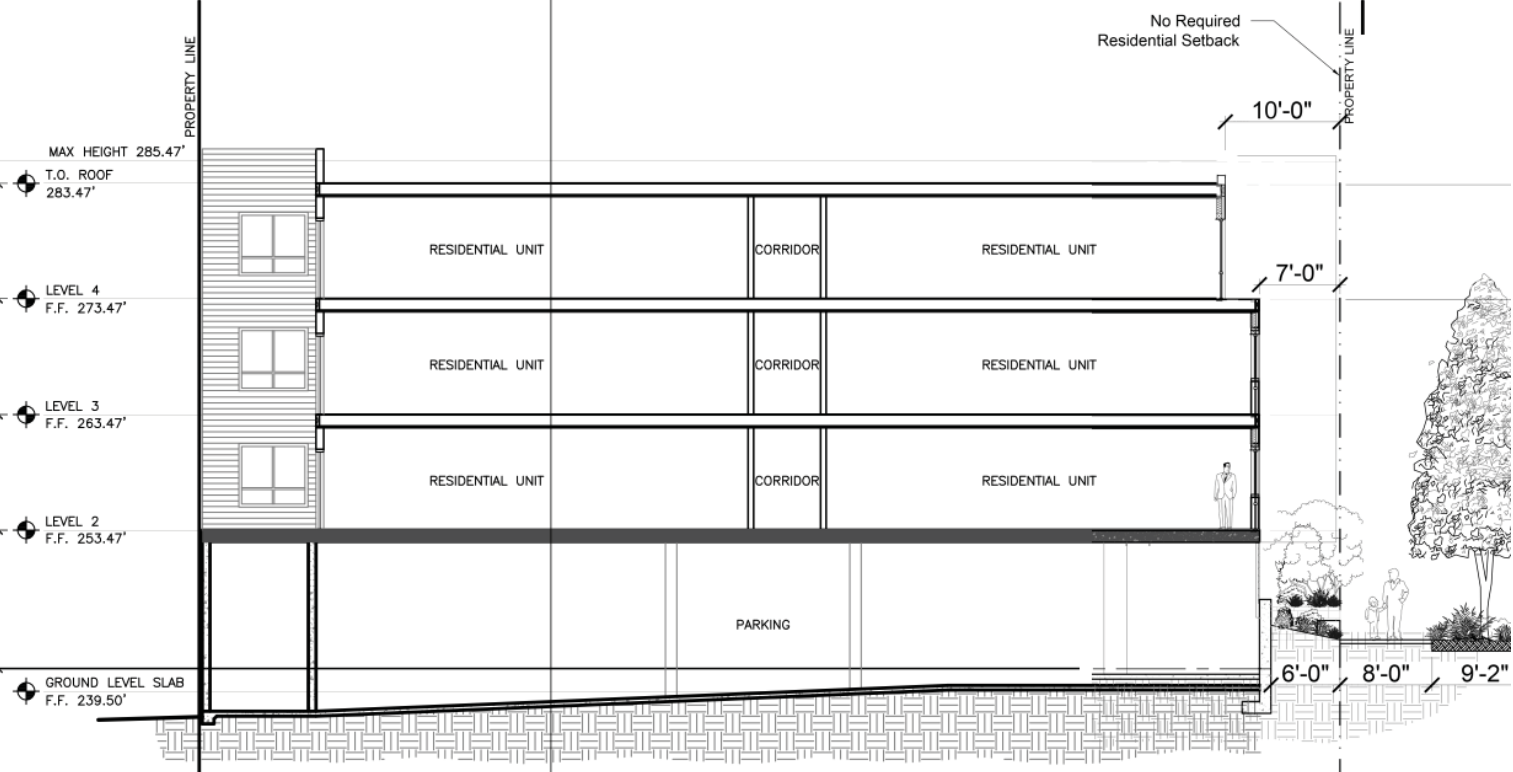 No Required
Residential Setback
PROPERTY LINE
PROPERTY LINE
10'-0"
MAX HEIGHT 285.47'
T.O. ROOF
283.47'
RESIDENTIAL UNIT
CORRIDOR
RESIDENTIAL UNIT
7'-0"
LEVEL 4
F.F. 273.47'
RESIDENTIAL UNIT
CORRIDOR
RESIDENTIAL UNIT
LEVEL 3
F.F. 263.47'
RESIDENTIAL UNIT
CORRIDOR
RESIDENTIAL UNIT
LEVEL 2
F.F. 253.47'
PARKING
GROUND LEVEL SLAB
F.F. 239.50'
6'-0"
8'-0"
9'-2"